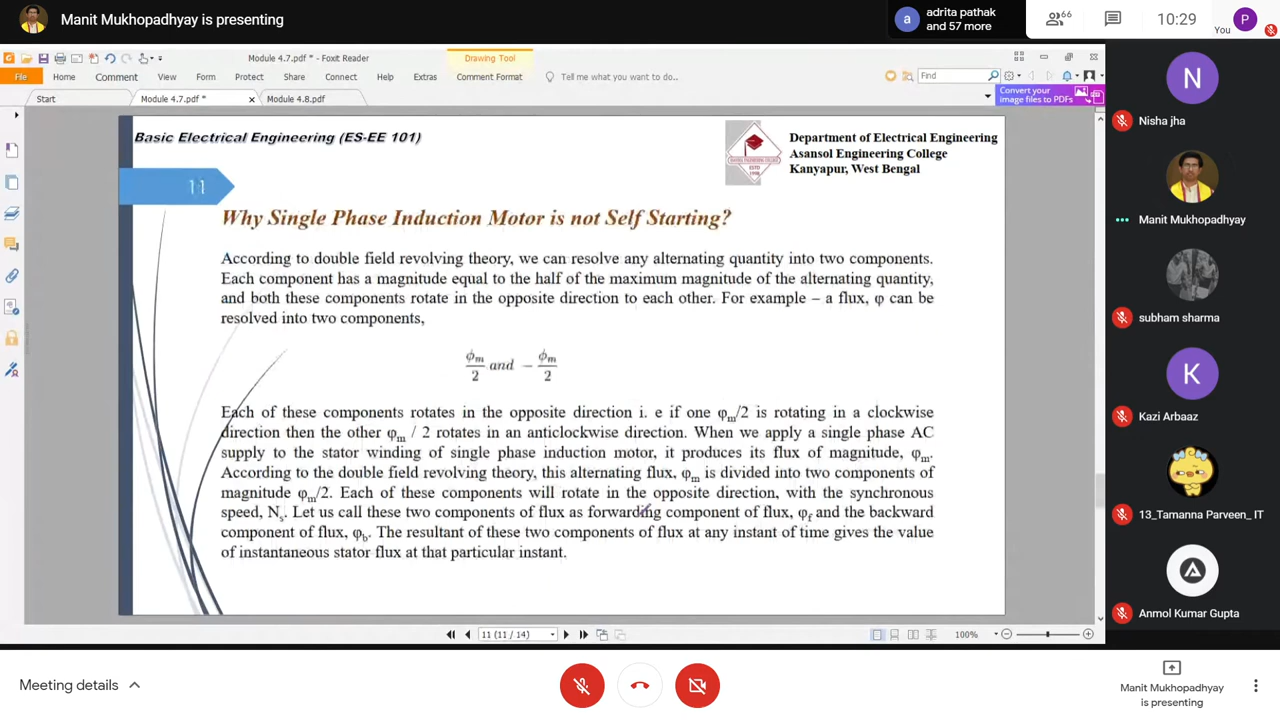 Manit Mukhopadhyay is presenting
a
adrita pathak
and 57 more
66
10:29
You
P
Module 4.7.pdf * - Foxit Reader
Drawing Tool
File
Home
Comment
View
Form
Protect
Share
Connect
Help
Extras
Comment Format
Tell me what you want to do..
Find
Start
Module 4.7.pdf *
Module 4.8.pdf
Convert your
image files to PDFs
Basic Electrical Engineering (ES-EE 101)
Department of Electrical Engineering
Asansol Engineering College
Kanyapur, West Bengal
11
Why Single Phase Induction Motor is not Self Starting?
According to double field revolving theory, we can resolve any alternating quantity into two components.
Each component has a magnitude equal to the half of the maximum magnitude of the alternating quantity,
and both these components rotate in the opposite direction to each other. For example – a flux, φ can be
resolved into two components,
ϕm/2 and − ϕm/2
Each of these components rotates in the opposite direction i. e if one φm/2 is rotating in a clockwise
direction then the other φm / 2 rotates in an anticlockwise direction. When we apply a single phase AC
supply to the stator winding of single phase induction motor, it produces its flux of magnitude, φm.
According to the double field revolving theory, this alternating flux, φm is divided into two components of
magnitude φm/2. Each of these components will rotate in the opposite direction, with the synchronous
speed, Ns. Let us call these two components of flux as forwarding component of flux, φf and the backward
component of flux, φb. The resultant of these two components of flux at any instant of time gives the value
of instantaneous stator flux at that particular instant.
11 (11 / 14)
100%
N
Nisha jha
Manit Mukhopadhyay
subham sharma
K
Kazi Arbaaz
13_Tamanna Parveen_ IT
Anmol Kumar Gupta
Meeting details
Manit Mukhopadhyay
is presenting